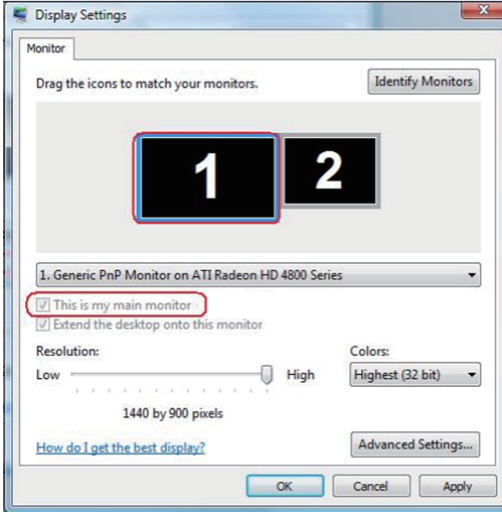 Display Settings
Monitor
Drag the icons to match your monitors.
Identify Monitors
1
2
1. Generic PnP Monitor on ATI Radeon HD 4800 Series
This is my main monitor
Extend the desktop onto this monitor
Resolution:
Colors:
Low
High
Highest (32 bit)
1440 by 900 pixels
How do I get the best display?
Advanced Settings...
OK
Cancel
Apply